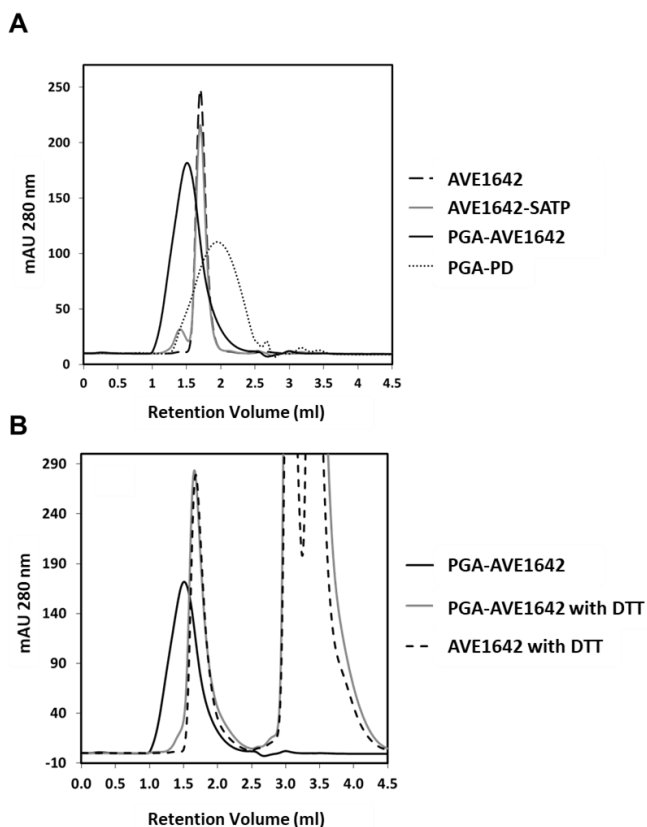 A
250
200
150
100
50
0
mAU 280 nm
0 0.5 1 1.5 2 2.5 3 3.5 4 4.5
Retention Volume (ml)
AVE1642
AVE1642-SATP
PGA-AVE1642
PGA-PD
B
290
240
190
140
90
40
-10
mAU 280 nm
0.0 0.5 1.0 1.5 2.0 2.5 3.0 3.5 4.0 4.5
Retention Volume (ml)
PGA-AVE1642
PGA-AVE1642 with DTT
AVE1642 with DTT